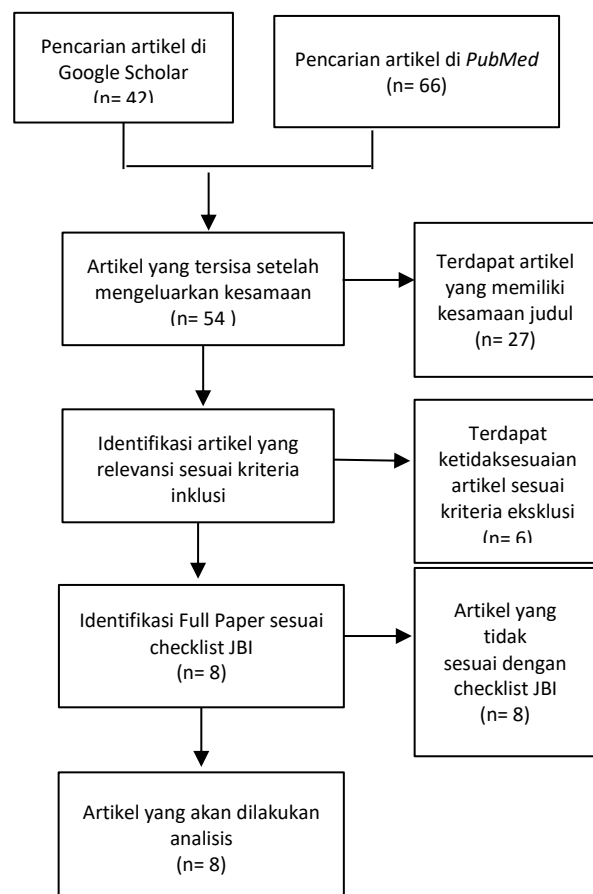 Pencarian artikel di
Google Scholar
(n= 42)
Pencarian artikel di PubMed
(n= 66)
Artikel yang tersisa setelah
mengeluarkan kesamaan
(n= 54 )
Terdapat artikel
yang memiliki
kesamaan judul
(n= 27)
Identifikasi artikel yang
relevansi sesuai kriteria
inklusi
Terdapat
ketidaksesuaian
artikel sesuai
kriteria eksklusi
(n= 6)
Identifikasi Full Paper sesuai
checklist JBI
(n= 8)
Artikel yang
tidak
sesuai dengan
checklist JBI
(n= 8)
Artikel yang akan dilakukan
analisis
(n= 8)